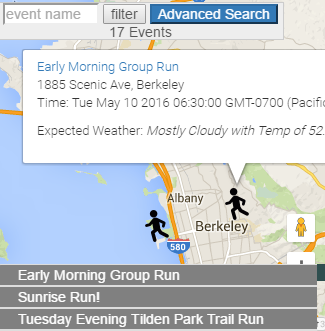 event name filter Advanced Search
17 Events
Early Morning Group Run
1885 Scenic Ave, Berkeley
Time: Tue May 10 2016 06:30:00 GMT-0700 (Pacific
Expected Weather: Mostly Cloudy with Temp of 52.
Albany
Berkeley
580
Early Morning Group Run
Sunrise Run!
Tuesday Evening Tilden Park Trail Run